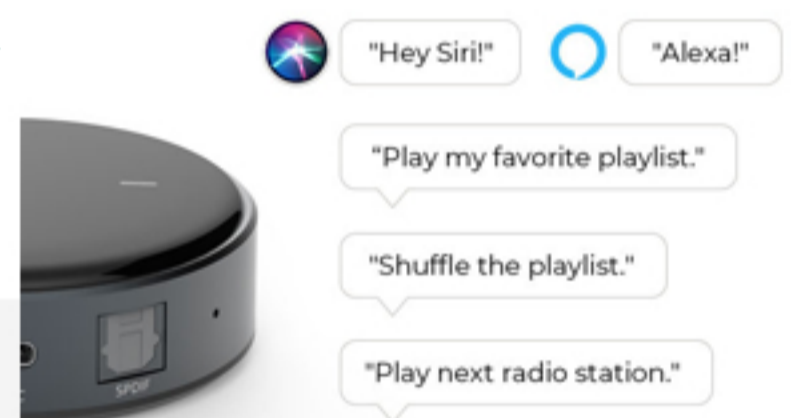 "Hey Siri!" "Alexa!"
"Play my favorite playlist."
"Shuffle the playlist."
"Play next radio station."
SPDIF